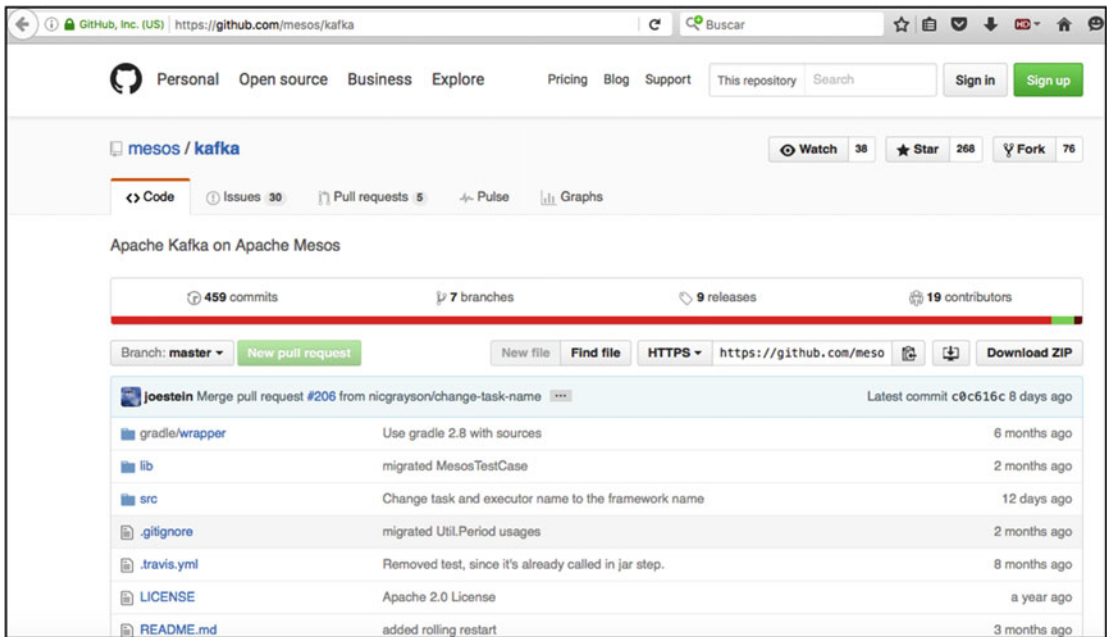 GitHub, Inc. (US) https://github.com/mesos/kafka Buscar HD
Personal Open source Business Explore Pricing Blog Support This repository Search Sign in Sign up
mesos / kafka Watch 38 Star 268 Fork 76
<> Code Issues 30 Pull requests 5 Pulse Graphs
Apache Kafka on Apache Mesos
459 commits 7 branches 9 releases 19 contributors
Branch: master New pull request New file Find file HTTPS https://github.com/meso Download ZIP
joestein Merge pull request #206 from nicgrayson/change-task-name ... Latest commit c0c616c 8 days ago
gradle/wrapper Use gradle 2.8 with sources 6 months ago
lib migrated MesosTestCase 2 months ago
src Change task and executor name to the framework name 12 days ago
.gitignore migrated Util.Period usages 2 months ago
.travis.yml Removed test, since it's already called in jar step. 8 months ago
LICENSE Apache 2.0 License a year ago
README.md added rolling restart 3 months ago